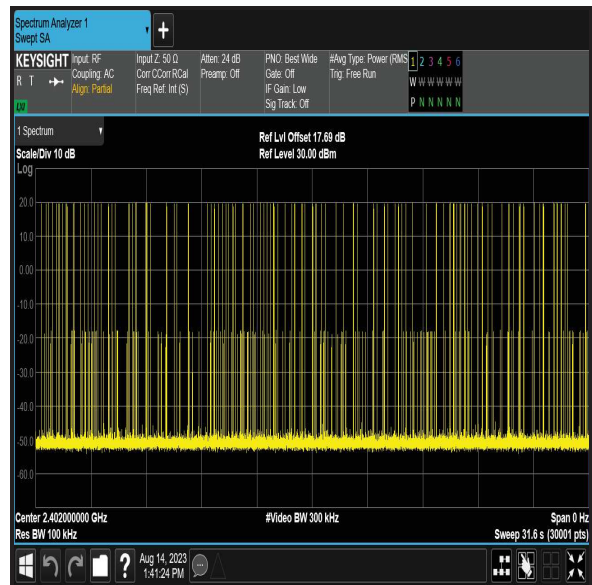 Spectrum Analyzer 1
Swept SA
+
KEYSIGHT
R T
LXI
Input: RF
Coupling: AC
Align: Partial
Input Z: 50 Ω
Corr CCorr RCal
Freq Ref: Int (S)
Atten: 24 dB
Preamp: Off
PNO: Best Wide
Gate: Off
IF Gain: Low
Sig Track: Off
#Avg Type: Power (RMS
Trig: Free Run
1 2 3 4 5 6
W W W W W W
P N N N N N
1 Spectrum
Scale/Div 10 dB
Ref Lvl Offset 17.69 dB
Ref Level 30.00 dBm
Log
20.0
10.0
0.00
-10.0
-20.0
-30.0
-40.0
-50.0
-60.0
Center 2.402000000 GHz
Res BW 100 kHz
#Video BW 300 kHz
Span 0 Hz
Sweep 31.6 s (30001 pts)
?
Aug 14, 2023
1:41:24 PM